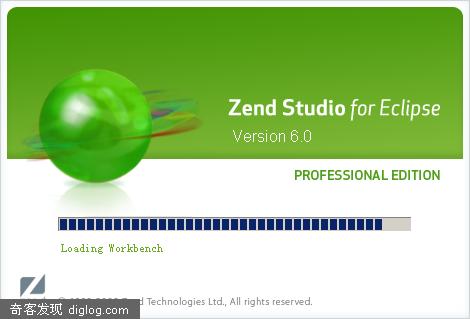 Zend Studio for Eclipse
Version 6.0
PROFESSIONAL EDITION
Loading Workbench
Technologies Ltd., All rights reserved.
奇客发现 diglog.com